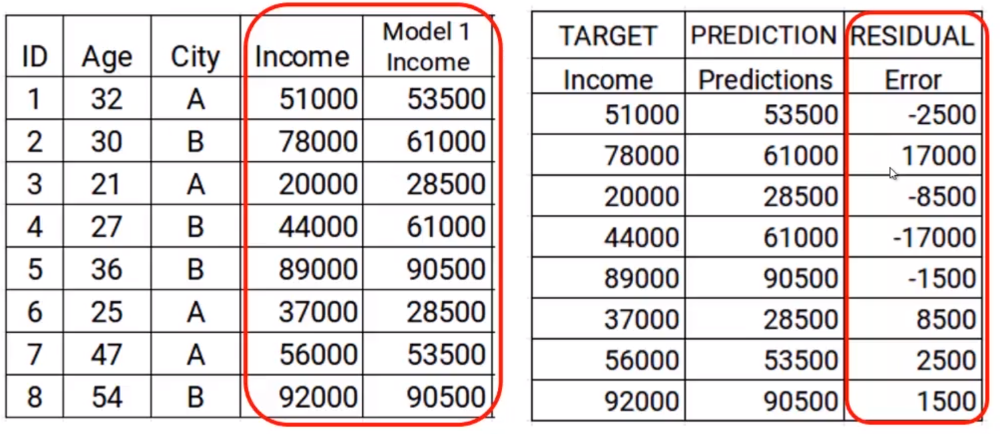 ID Age City Income Model 1 Income
1 32 A 51000 53500
2 30 B 78000 61000
3 21 A 20000 28500
4 27 B 44000 61000
5 36 B 89000 90500
6 25 A 37000 28500
7 47 A 56000 53500
8 54 B 92000 90500
TARGET PREDICTION RESIDUAL
Income Predictions Error
51000 53500 -2500
78000 61000 17000
20000 28500 -8500
44000 61000 -17000
89000 90500 -1500
37000 28500 8500
56000 53500 2500
92000 90500 1500